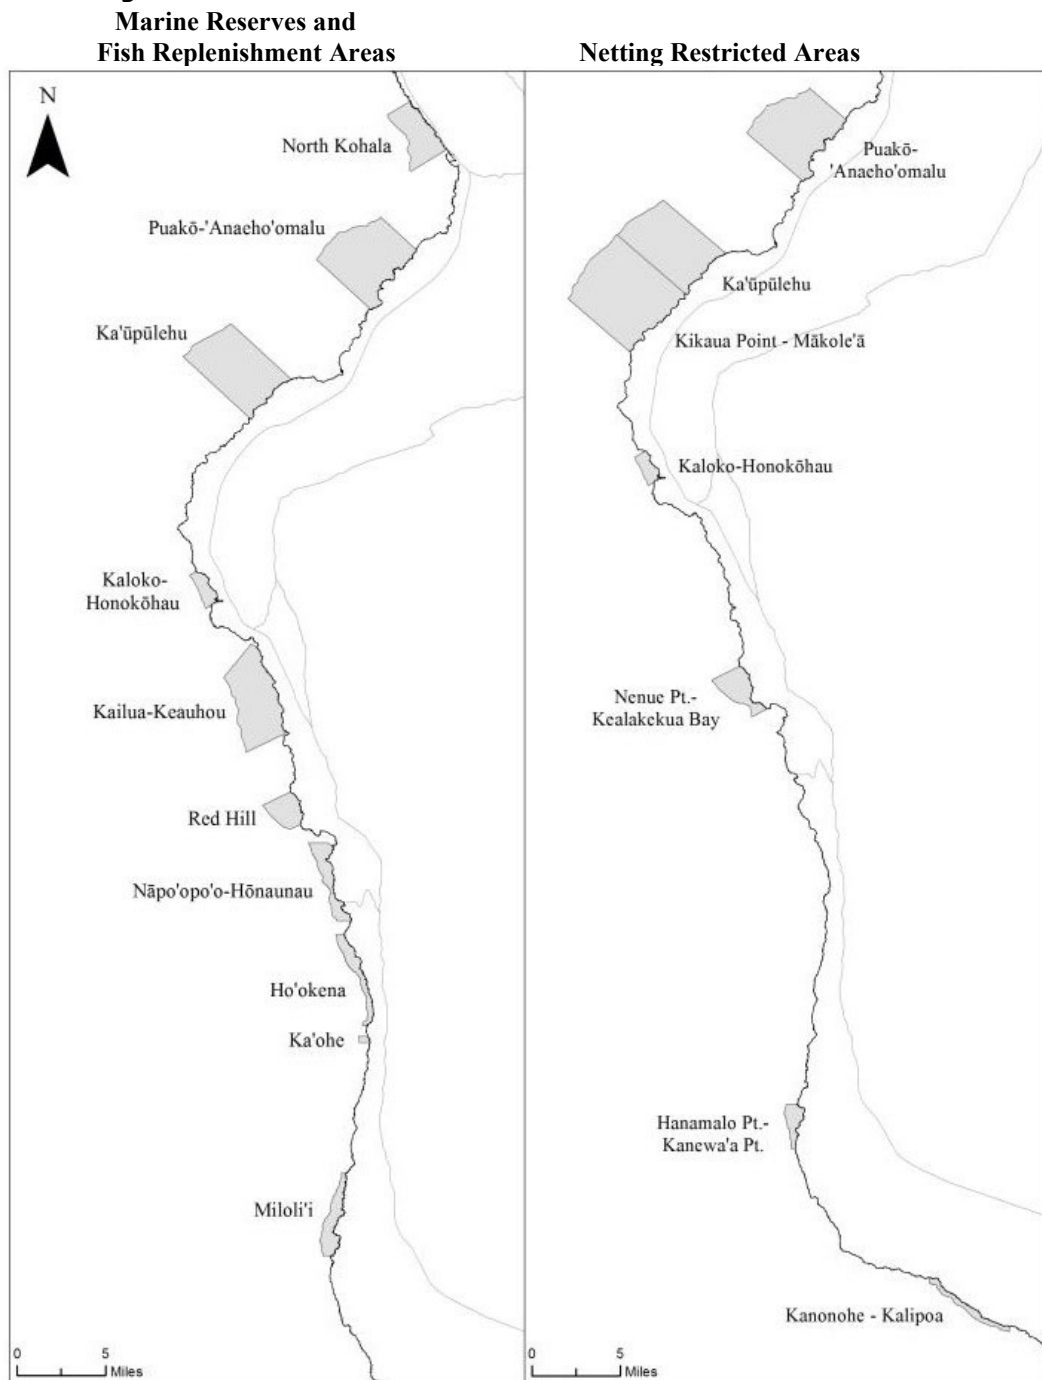 Marine Reserves and
Fish Replenishment Areas
Netting Restricted Areas
N
North Kohala
Puakō-'Anaeho'omalu
Ka'ūpūlehu
Kaloko-
Honokōhau
Kailua-Keauhou
Red Hill
Nāpo'opo'o-Hōnaunau
Ho'okena
Ka'ohe
Miloli'i
0 5
Miles
Puakō-
'Anaeho'omalu
Ka'ūpūlehu
Kikaua Point - Mākole'ā
Kaloko-Honokōhau
Nenue Pt.-
Kealakekua Bay
Hanamalo Pt.-
Kanewa'a Pt.
Kanonohe - Kalipoa
0 5
Miles